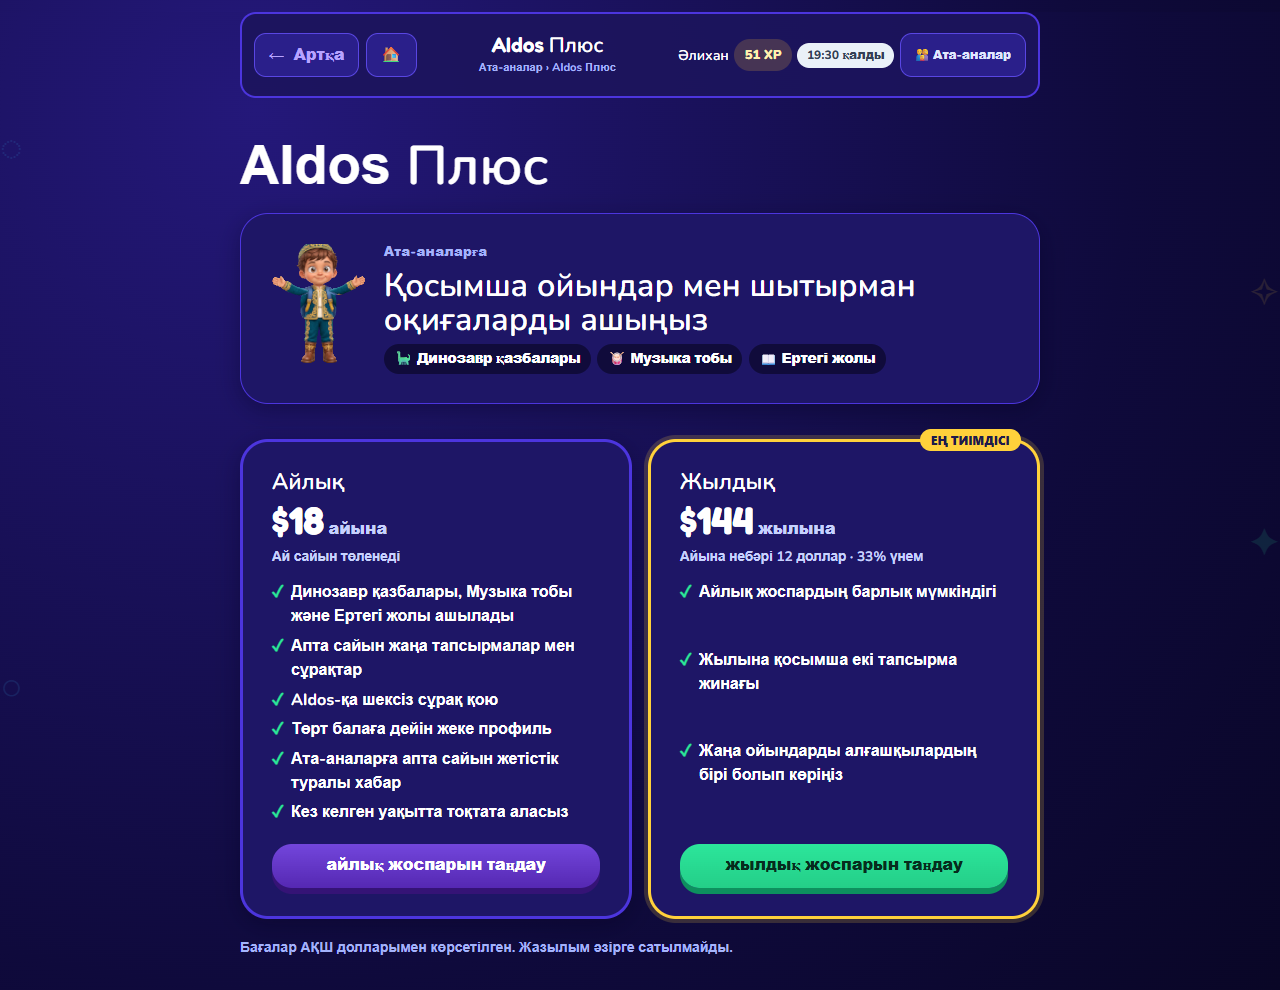 ← Артқа
Aldos Плюс
Ата-аналар › Aldos Плюс
Әлихан
51 XP
19:30 қалды
Ата-аналар
Aldos Плюс
Ата-аналарға
Қосымша ойындар мен шытырман
оқиғаларды ашыңыз
Динозавр қазбалары
Музыка тобы
Ертегі жолы
Айлық
$18 айына
Ай сайын төленеді
✓ Динозавр қазбалары, Музыка тобы
және Ертегі жолы ашылады
✓ Апта сайын жаңа тапсырмалар мен
сұрақтар
✓ Aldos-қа шексіз сұрақ қою
✓ Төрт балаға дейін жеке профиль
✓ Ата-аналарға апта сайын жетістік
туралы хабар
✓ Кез келген уақытта тоқтата аласыз
айлық жоспарын таңдау
ЕҢ ТИІМДІСІ
Жылдық
$144 жылына
Айына небәрі 12 доллар · 33% үнем
✓ Айлық жоспардың барлық мүмкіндігі
✓ Жылына қосымша екі тапсырма
жинағы
✓ Жаңа ойындарды алғашқылардың
бірі болып көріңіз
жылдық жоспарын таңдау
Бағалар АҚШ долларымен көрсетілген. Жазылым әзірге сатылмайды.